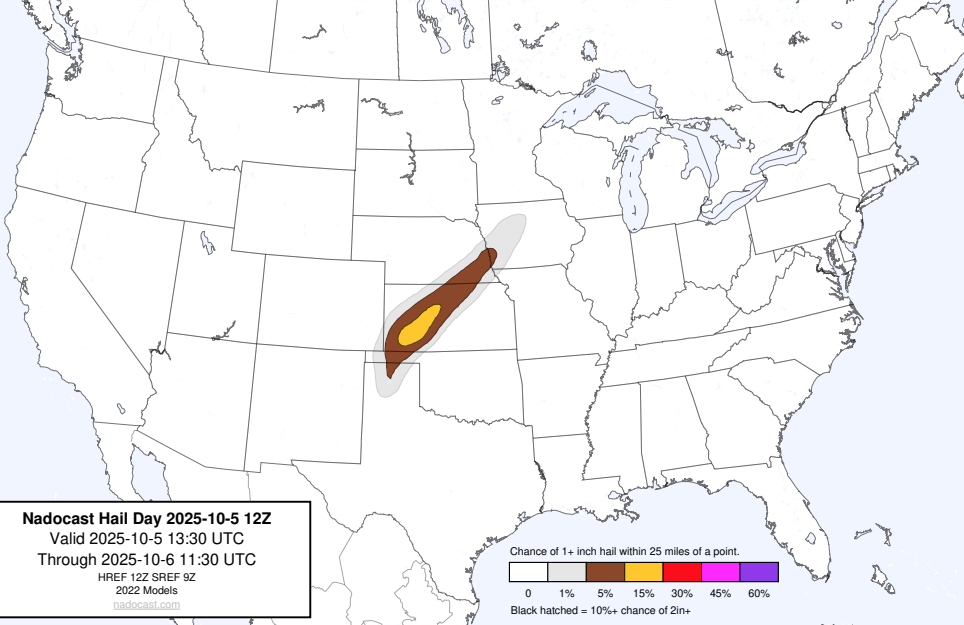 Nadocast Hail Day 2025-10-5 12Z
Valid 2025-10-5 13:30 UTC
Through 2025-10-6 11:30 UTC
HREF 12Z SREF 9Z
2022 Models
nadocast.com
Chance of 1+ inch hail within 25 miles of a point.
0 1% 5% 15% 30% 45% 60%
Black hatched = 10%+ chance of 2in+